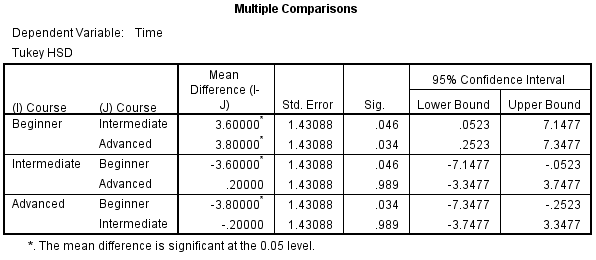 Multiple Comparisons
Dependent Variable: Time
Tukey HSD
(I) Course (J) Course Mean Difference (I-J) Std. Error Sig. 95% Confidence Interval
Lower Bound Upper Bound
Beginner Intermediate 3.60000* 1.43088 .046 .0523 7.1477
Advanced 3.80000* 1.43088 .034 .2523 7.3477
Intermediate Beginner -3.60000* 1.43088 .046 -7.1477 -.0523
Advanced .20000 1.43088 .989 -3.3477 3.7477
Advanced Beginner -3.80000* 1.43088 .034 -7.3477 -.2523
Intermediate -.20000 1.43088 .989 -3.7477 3.3477
*. The mean difference is significant at the 0.05 level.